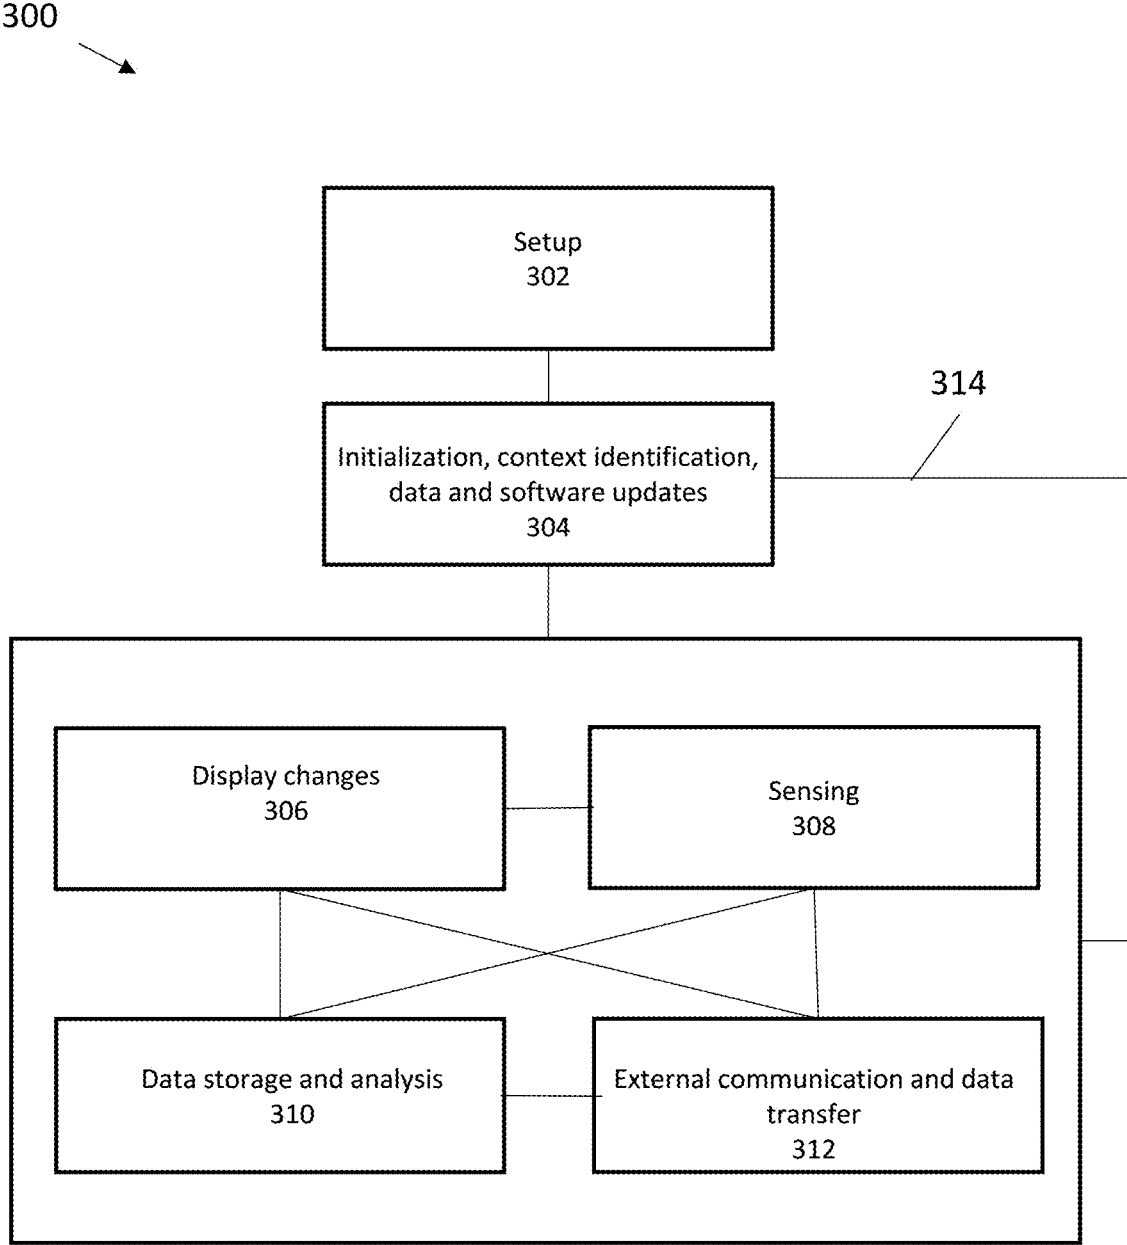 300
Setup
302
314
Initialization, context identification,
data and software updates
304
Display changes
306
Sensing
308
Data storage and analysis
310
External communication and data
transfer
312